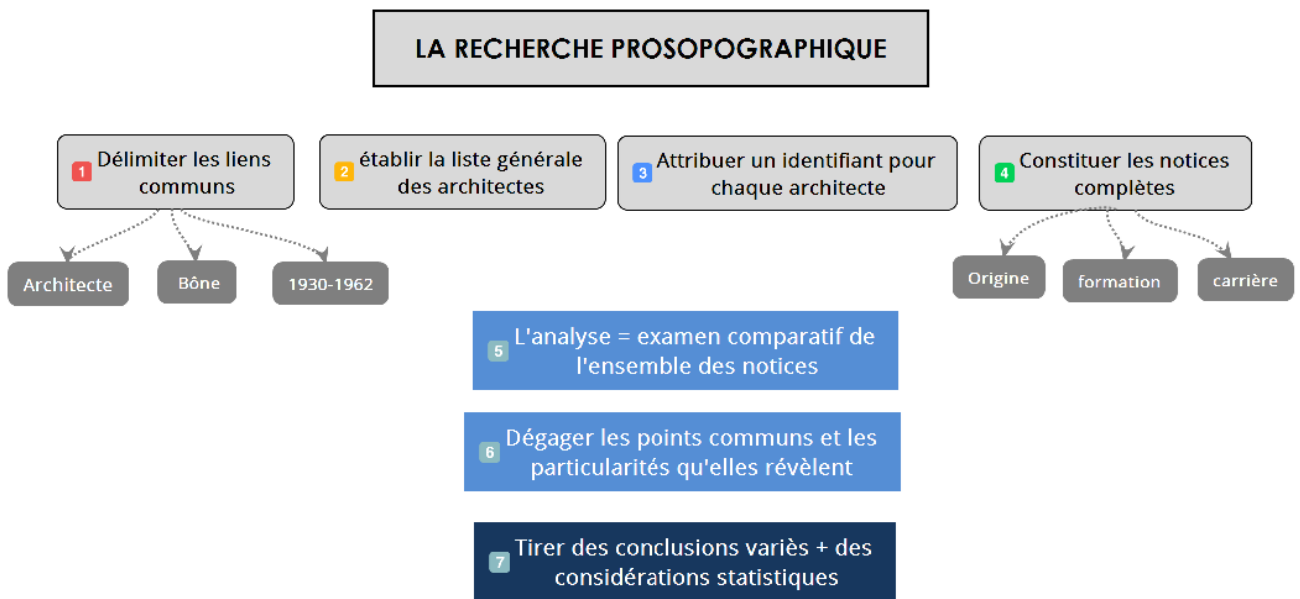 LA RECHERCHE PROSOPOGRAPHIQUE
1 Délimiter les liens
communs
2 établir la liste générale
des architectes
3 Attribuer un identifiant pour
chaque architecte
4 Constituer les notices
complètes
Architecte
Bône
1930-1962
Origine
formation
carrière
5 L'analyse = examen comparatif de
l'ensemble des notices
6 Dégager les points communs et les
particularités qu'elles révèlent
7 Tirer des conclusions variès + des
considérations statistiques